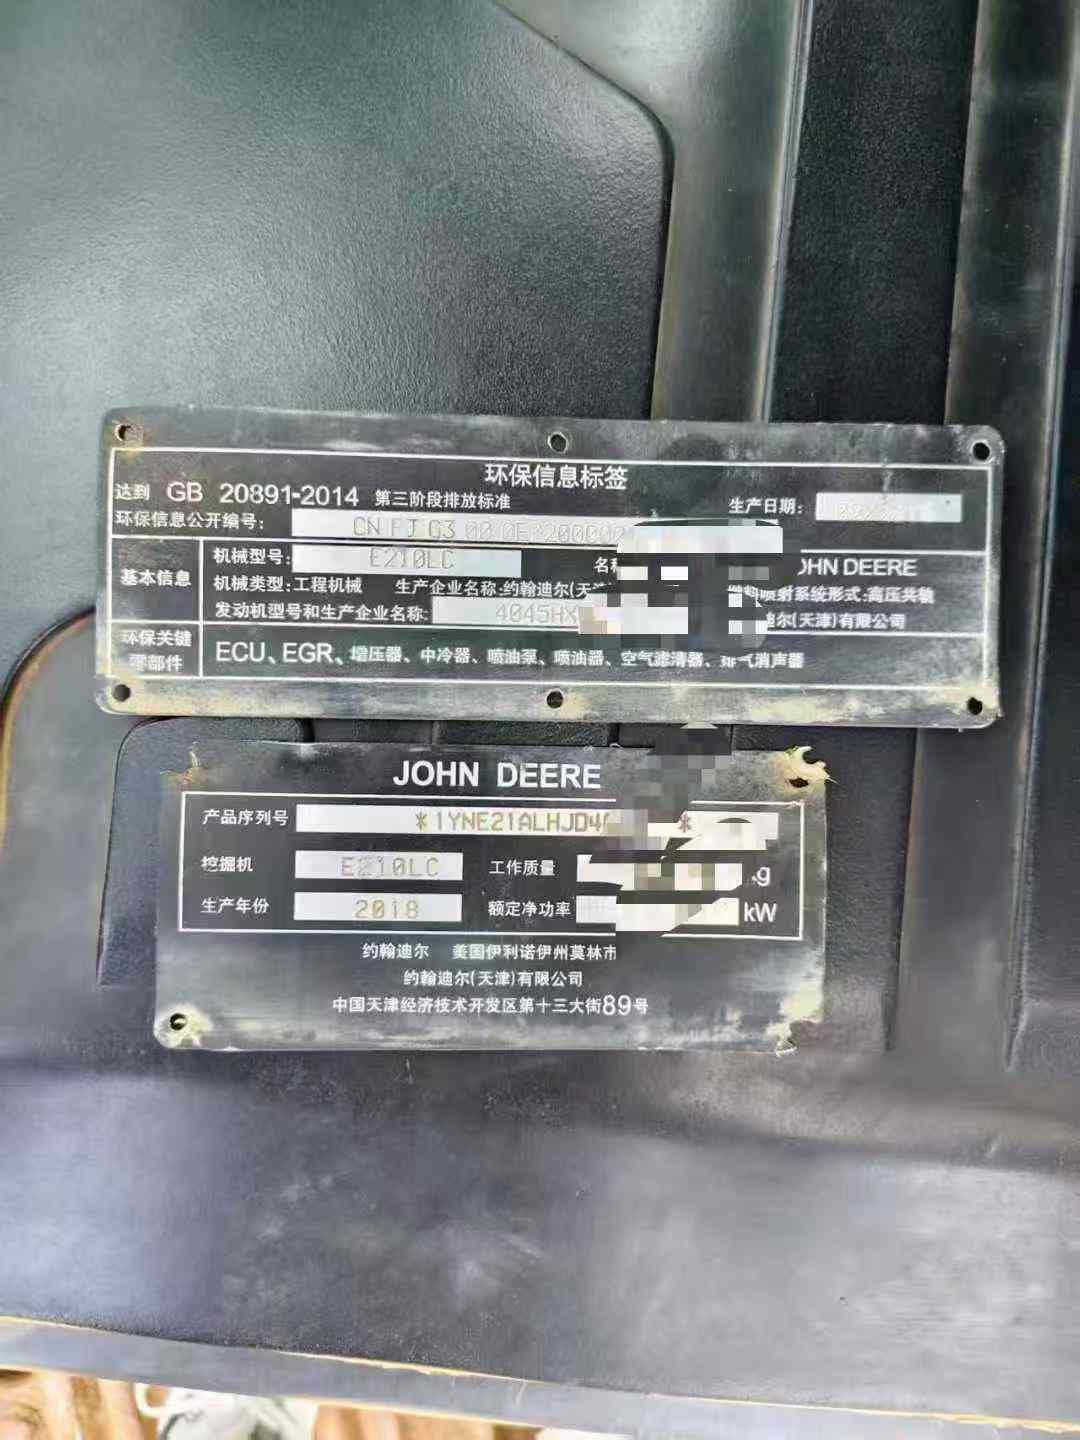 环保信息标签
达到 GB 20891-2014 第三阶段排放标准 生产日期:
环保信息公开编号: CN FJ G3 00
基本信息
机械型号: E210LC JOHN DEERE
机械类型:工程机械 生产企业名称:约翰迪尔(天 喷射系统形式:高压共轨
发动机型号和生产企业名称: 4045HX 迪尔(天津)有限公司
环保关键零部件
ECU、EGR、增压器、中冷器、喷油泵、喷油器、空气滤清器、排气消声器
JOHN DEERE
产品序列号 *1YNE21ALHJD4 *
挖掘机 E210LC 工作质量 kg
生产年份 2018 额定净功率 kW
约翰迪尔 美国伊利诺伊州莫林市
约翰迪尔(天津)有限公司
中国天津经济技术开发区第十三大街89号